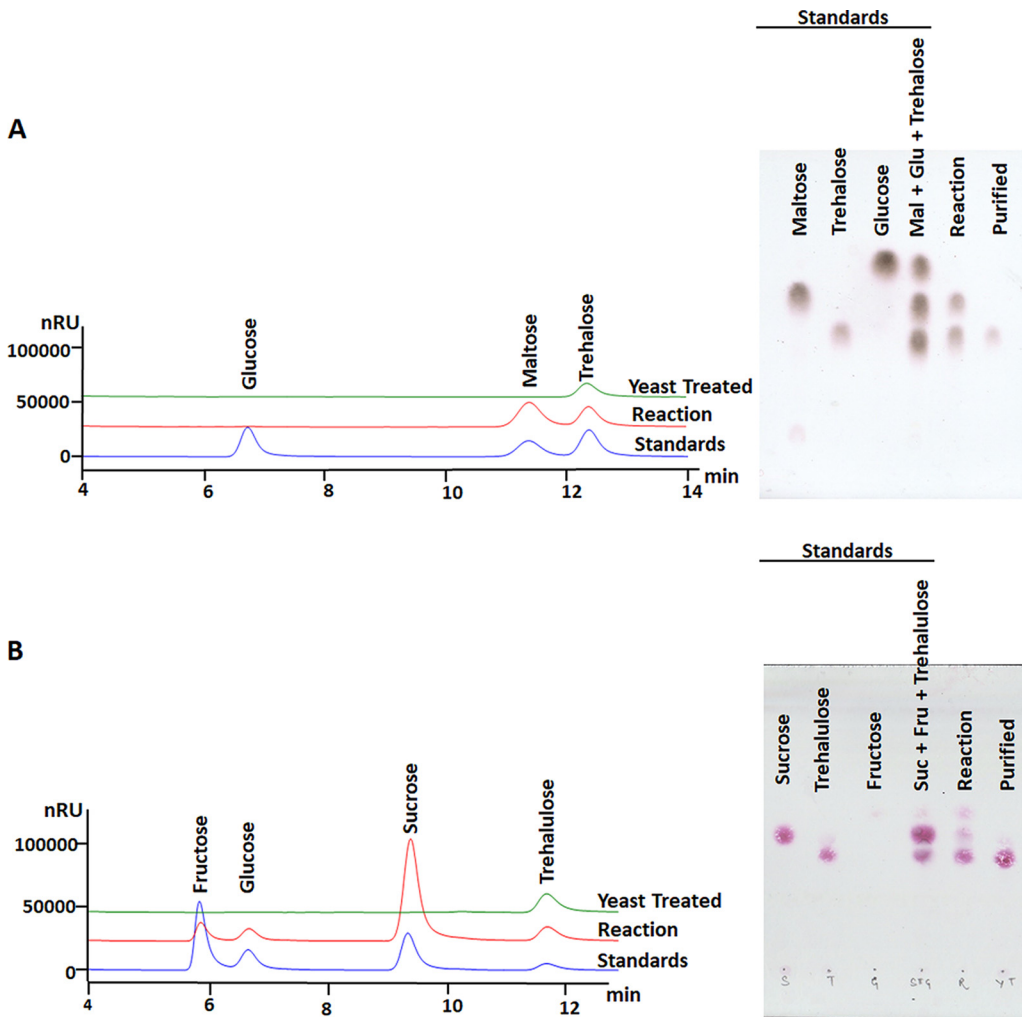 Standards
A
Maltose
Trehalose
Glucose
Mal + Glu + Trehalose
Reaction
Purified
nRU
100000
50000
0
Glucose
Maltose
Trehalose
Yeast Treated
Reaction
Standards
4
6
8
10
12
14
min
Standards
B
Sucrose
Trehalulose
Fructose
Suc + Fru + Trehalulose
Reaction
Purified
nRU
100000
50000
0
Fructose
Glucose
Sucrose
Trehalulose
Yeast Treated
Reaction
Standards
4
6
8
10
12
min
S T G R YT